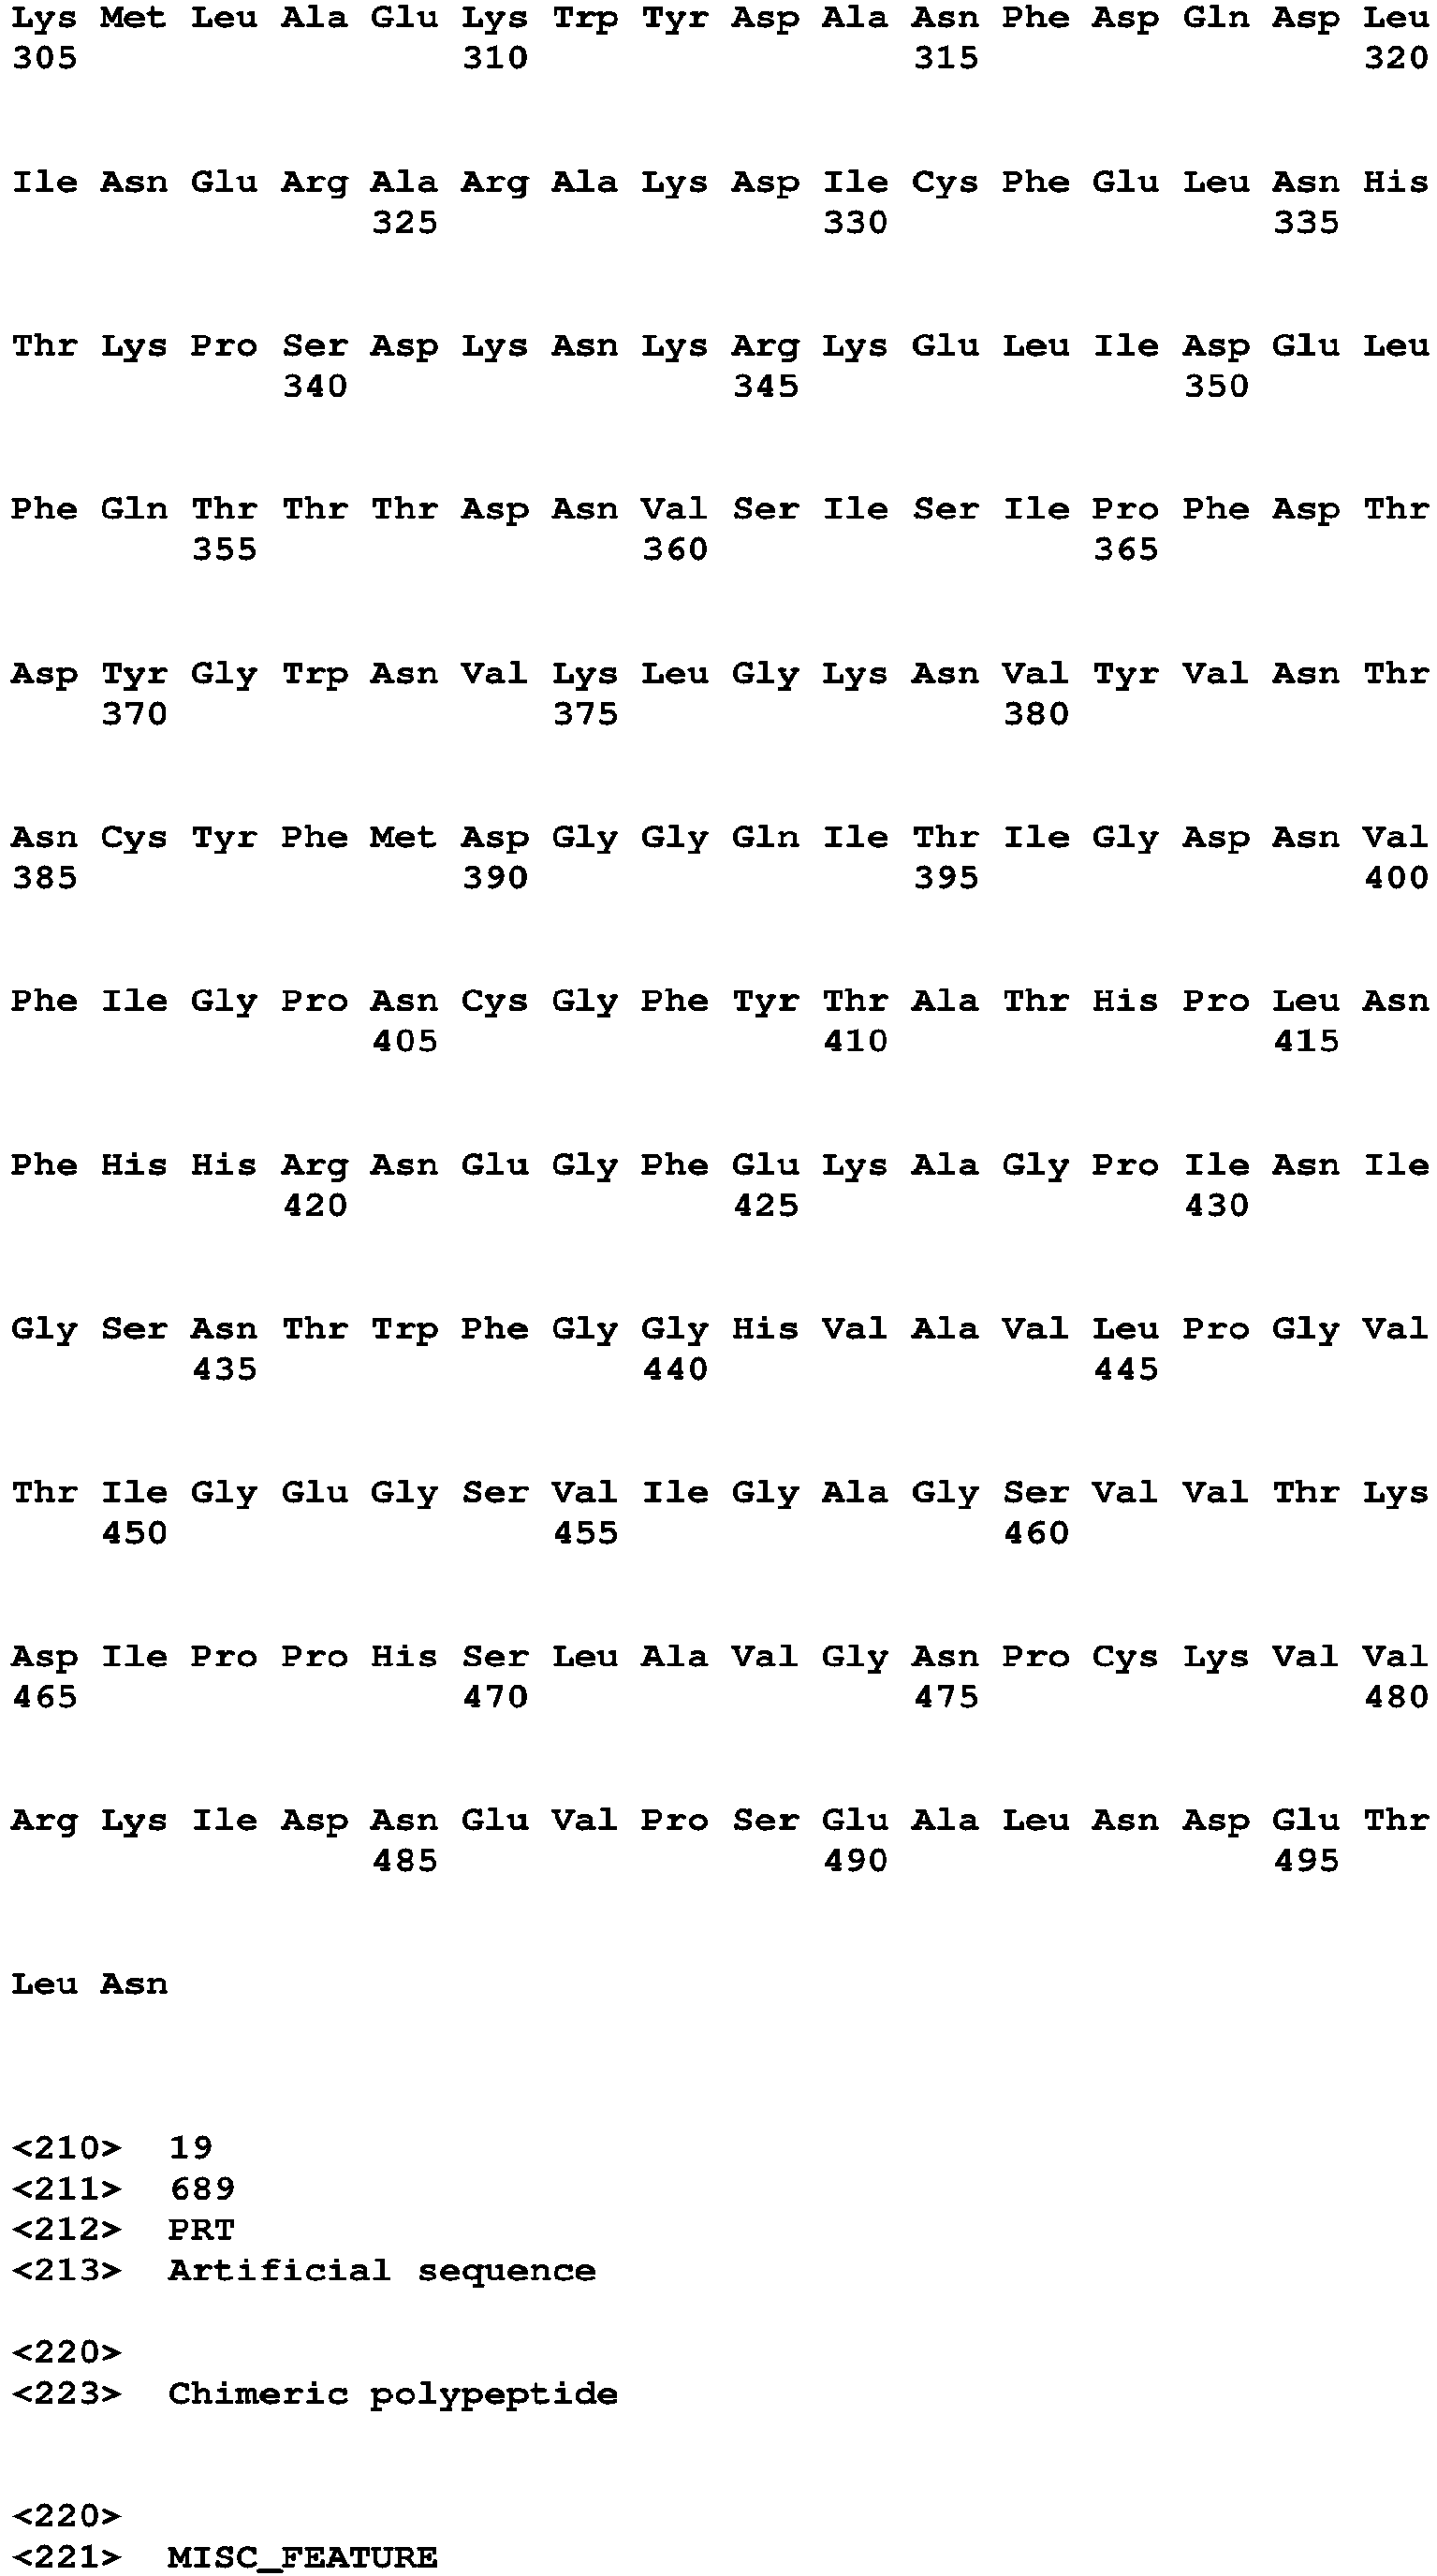 Lys Met Leu Ala Glu Lys Trp Tyr Asp Ala Asn Phe Asp Gln Asp Leu
305 310 315 320
Ile Asn Glu Arg Ala Arg Ala Lys Asp Ile Cys Phe Glu Leu Asn His
325 330 335
Thr Lys Pro Ser Asp Lys Asn Lys Arg Lys Glu Leu Ile Asp Glu Leu
340 345 350
Phe Gln Thr Thr Thr Asp Asn Val Ser Ile Ser Ile Pro Phe Asp Thr
355 360 365
Asp Tyr Gly Trp Asn Val Lys Leu Gly Lys Asn Val Tyr Val Asn Thr
370 375 380
Asn Cys Tyr Phe Met Asp Gly Gly Gln Ile Thr Ile Gly Asp Asn Val
385 390 395 400
Phe Ile Gly Pro Asn Cys Gly Phe Tyr Thr Ala Thr His Pro Leu Asn
405 410 415
Phe His His Arg Asn Glu Gly Phe Glu Lys Ala Gly Pro Ile Asn Ile
420 425 430
Gly Ser Asn Thr Trp Phe Gly Gly His Val Ala Val Leu Pro Gly Val
435 440 445
Thr Ile Gly Glu Gly Ser Val Ile Gly Ala Gly Ser Val Val Thr Lys
450 455 460
Asp Ile Pro Pro His Ser Leu Ala Val Gly Asn Pro Cys Lys Val Val
465 470 475 480
Arg Lys Ile Asp Asn Glu Val Pro Ser Glu Ala Leu Asn Asp Glu Thr
485 490 495
Leu Asn
<210> 19
<211> 689
<212> PRT
<213> Artificial sequence
<220>
<223> Chimeric polypeptide
<220>
<221> MISC_FEATURE